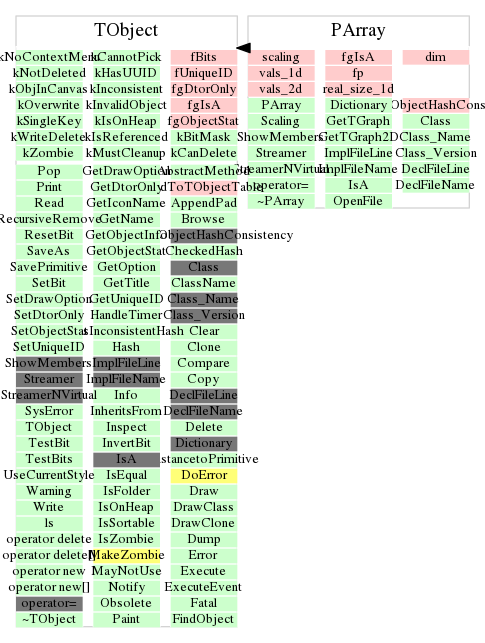 TObject PArray
kNoContextMenu kCannotPick fBits scaling fgIsA dim
kNotDeleted kHasUUID fUniqueID vals_1d fp
kObjInCanvas kInconsistent fgDtorOnly vals_2d real_size_1d
kOverwrite kInvalidObject fgIsA PArray Dictionary
kSingleKey kIsOnHeap fgObjectStat Scaling GetTGraph Class
kWriteDelete kIsReferenced kBitMask ShowMembers GetTGraph2D Class_Name
kZombie kMustCleanup kCanDelete Streamer ImplFileLine Class_Version
Pop GetDrawOption AbstractMethod StreamerNVirtual ImplFileName DeclFileLine
Print GetDtorOnly operator= IsA DeclFileName
Read GetIconName AppendPad ~PArray OpenFile
RecursiveRemove GetName Browse
ResetBit GetObjectInfo ObjectHashConsistency
SaveAs GetObjectStat CheckedHash
SavePrimitive GetOption Class
SetBit GetTitle ClassName
SetDrawOption GetUniqueID Class_Name
SetDtorOnly HandleTimer Class_Version
SetObjectStat Clear
SetUniqueID Hash Clone
ShowMembers ImplFileLine Compare
Streamer ImplFileName Copy
StreamerNVirtual Info DeclFileLine
SysError InheritsFrom DeclFileName
TObject Inspect Delete
TestBit InvertBit Dictionary
TestBits IsA
UseCurrentStyle IsEqual DoError
Warning IsFolder Draw
Write IsOnHeap DrawClass
ls IsSortable DrawClone
operator delete IsZombie Dump
operator delete[] MakeZombie Error
operator new MayNotUse Execute
operator new[] Notify ExecuteEvent
operator= Obsolete Fatal
~TObject Paint FindObject